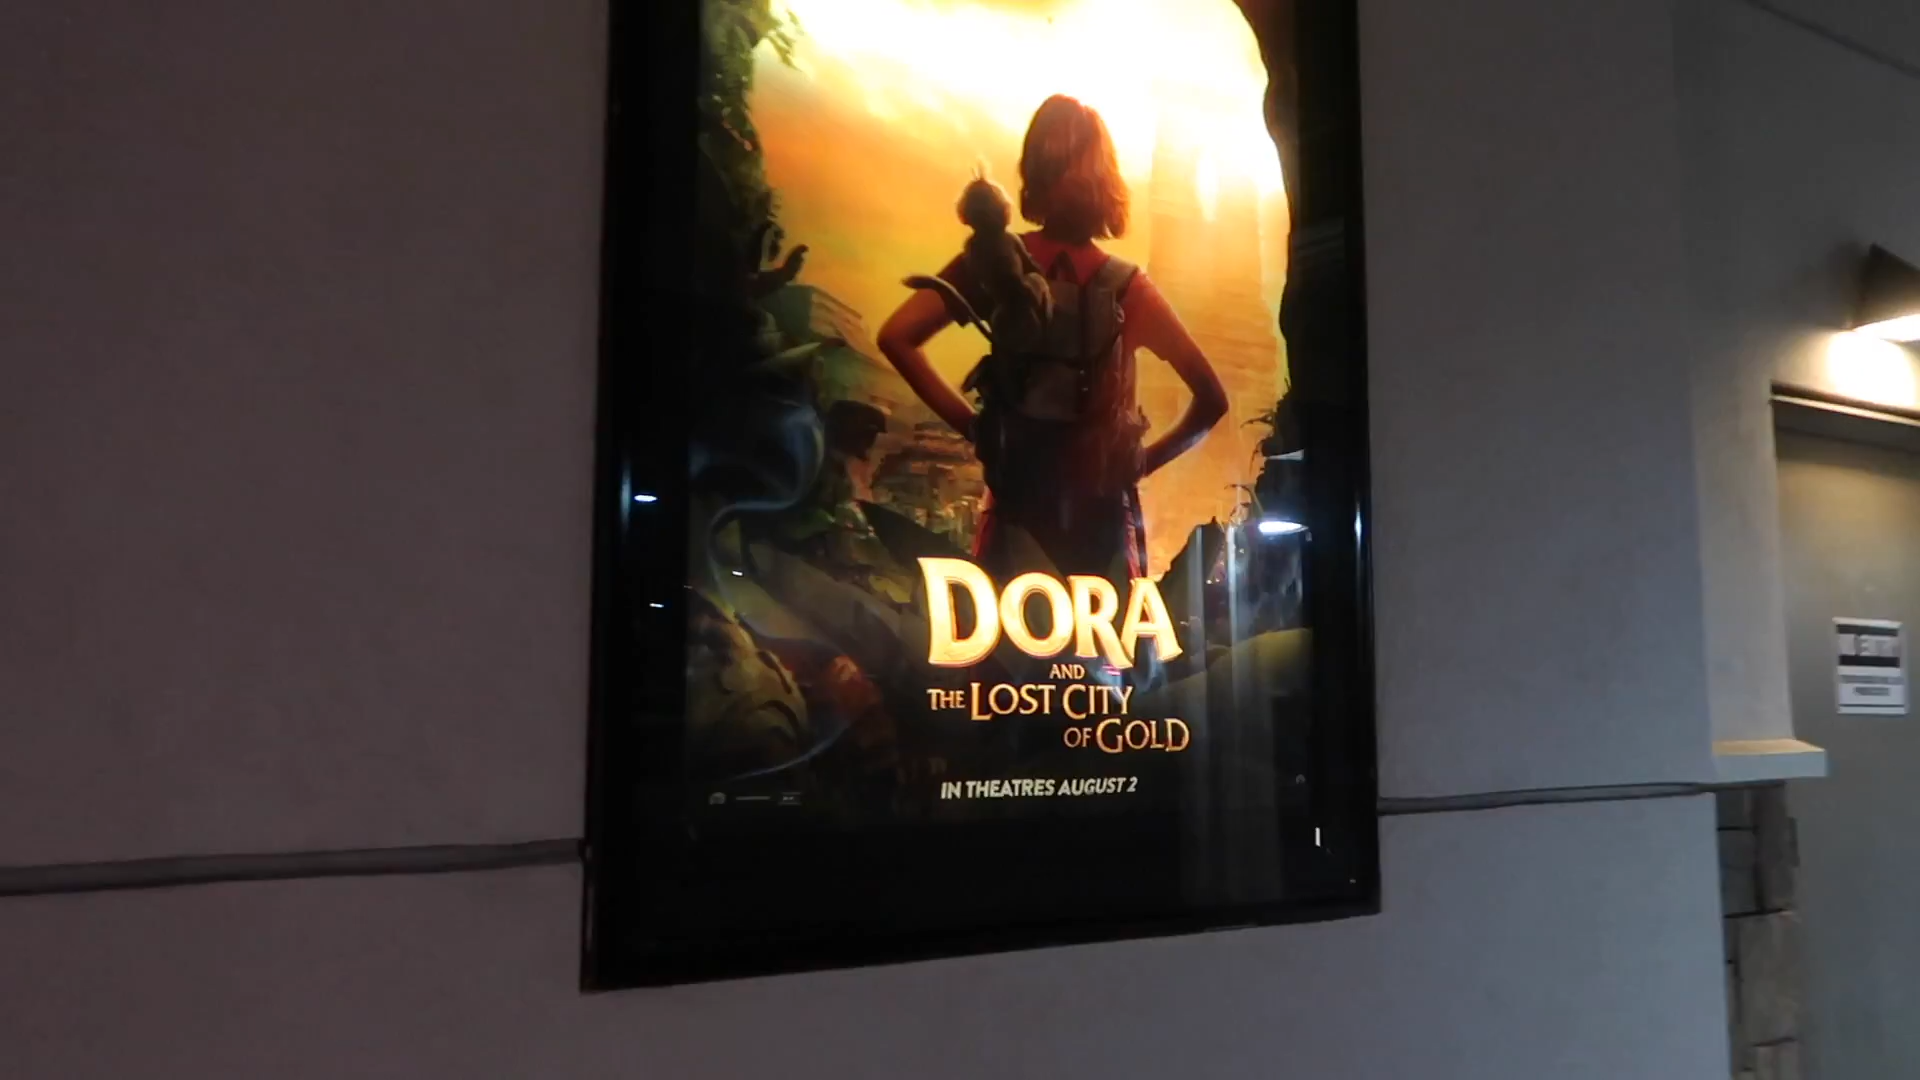 DORA
AND
THE LOST CITY
OF GOLD
IN THEATRES AUGUST 2